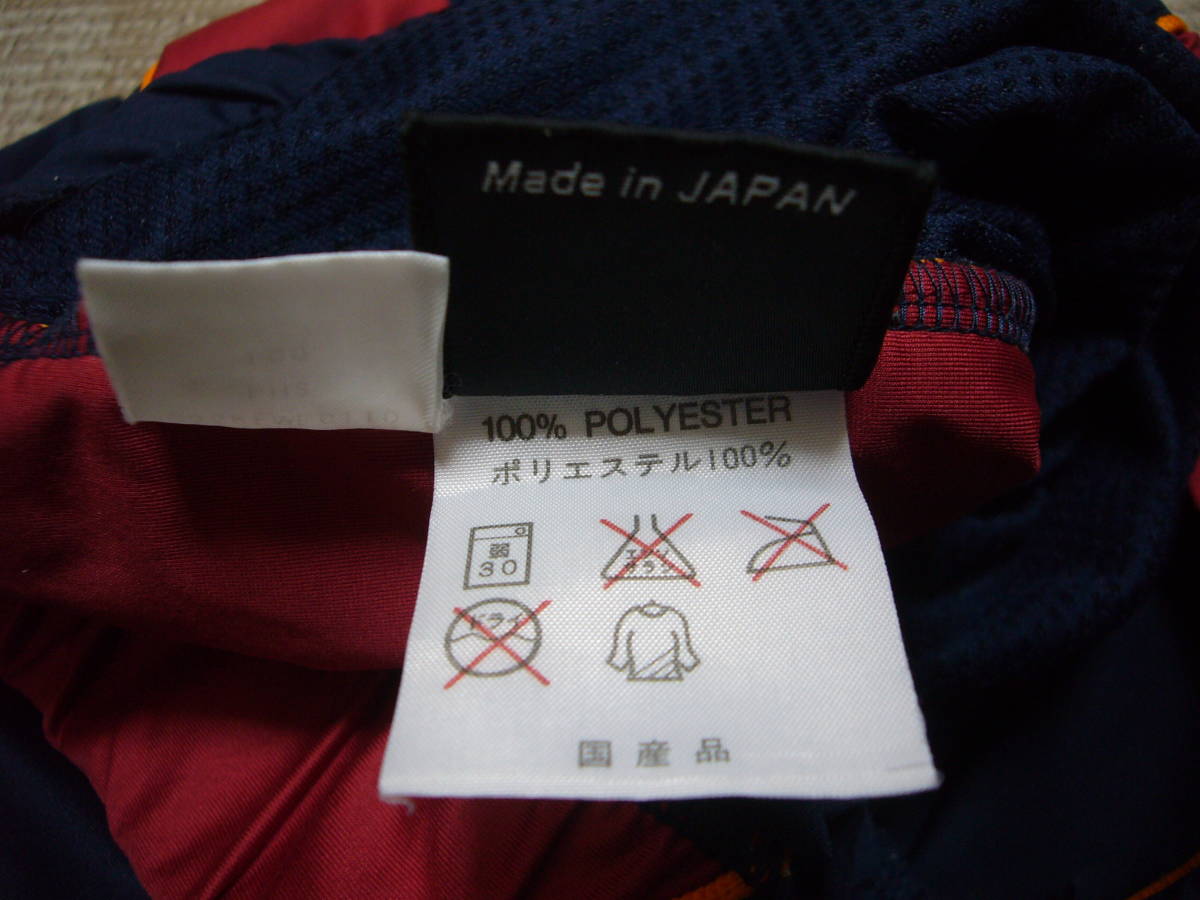 Made in JAPAN
100% POLYESTER
ポリエステル100%
弱
30
エンソ
サラシ
ドライ
国産品